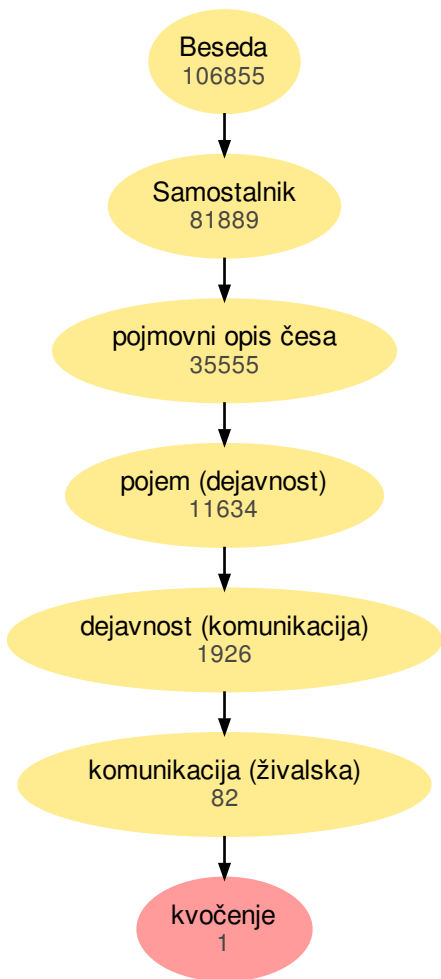 Beseda
106855
Samostalnik
81889
pojmovni opis česa
35555
pojem (dejavnost)
11634
dejavnost (komunikacija)
1926
komunikacija (živalska)
82
kvočenje
1